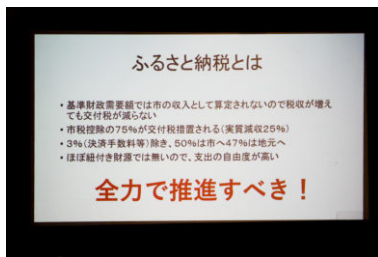 ふるさと納税とは
・基準財政需要額では市の収入として算定されないので税収が増え
ても交付税が減らない
・市税控除の75%が交付税措置される(実質減収25%)
・3%(決済手数料等)除き、50%は市へ47%は地元へ
・ほぼ紐付き財源では無いので、支出の自由度が高い
全力で推進すべき！